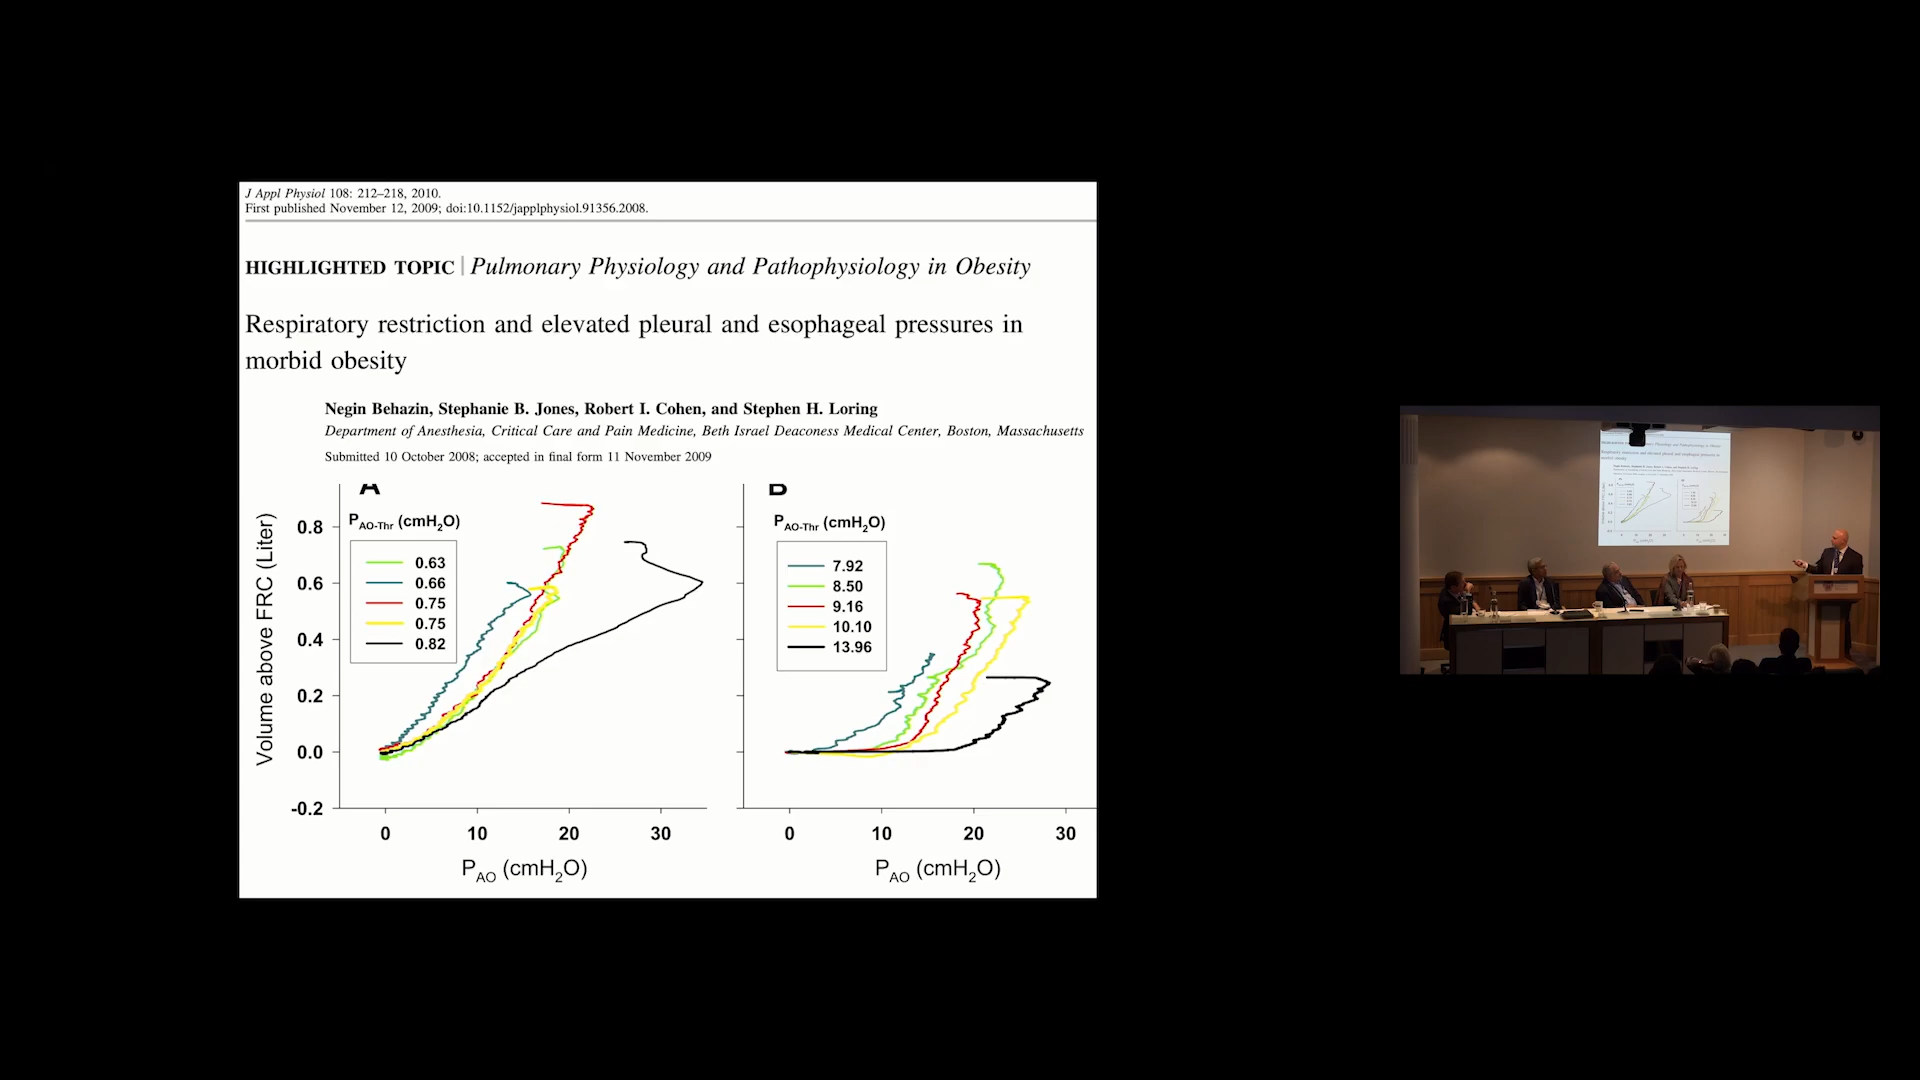 J Appl Physiol 108: 212–218, 2010.
First published November 12, 2009; doi:10.1152/japplphysiol.91356.2008.
HIGHLIGHTED TOPIC | Pulmonary Physiology and Pathophysiology in Obesity
Respiratory restriction and elevated pleural and esophageal pressures in
morbid obesity
Negin Behazin, Stephanie B. Jones, Robert I. Cohen, and Stephen H. Loring
Department of Anesthesia, Critical Care and Pain Medicine, Beth Israel Deaconess Medical Center, Boston, Massachusetts
Submitted 10 October 2008; accepted in final form 11 November 2009
A
PAO-Thr (cmH2O)
0.63
0.66
0.75
0.75
0.82
Volume above FRC (Liter)
0.8
0.6
0.4
0.2
0.0
-0.2
0 10 20 30
PAO (cmH2O)
B
PAO-Thr (cmH2O)
7.92
8.50
9.16
10.10
13.96
0 10 20 30
PAO (cmH2O)